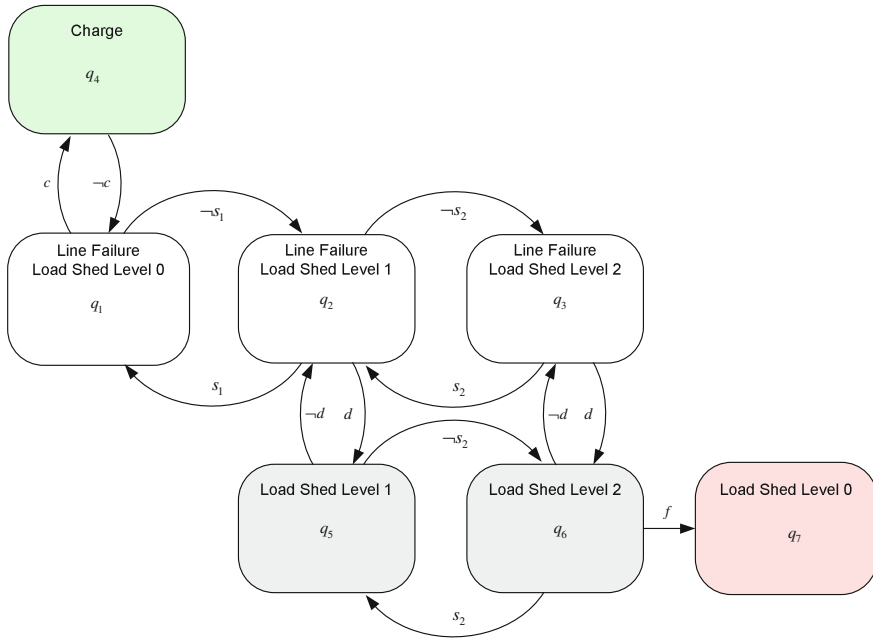 Charge
q₄
c
¬c
¬s₁
¬s₂
Line Failure
Load Shed Level 0
q₁
Line Failure
Load Shed Level 1
q₂
Line Failure
Load Shed Level 2
q₃
s₁
s₂
¬d
d
¬d
d
¬s₂
Load Shed Level 1
q₅
Load Shed Level 2
q₆
f
Load Shed Level 0
q₇
s₂